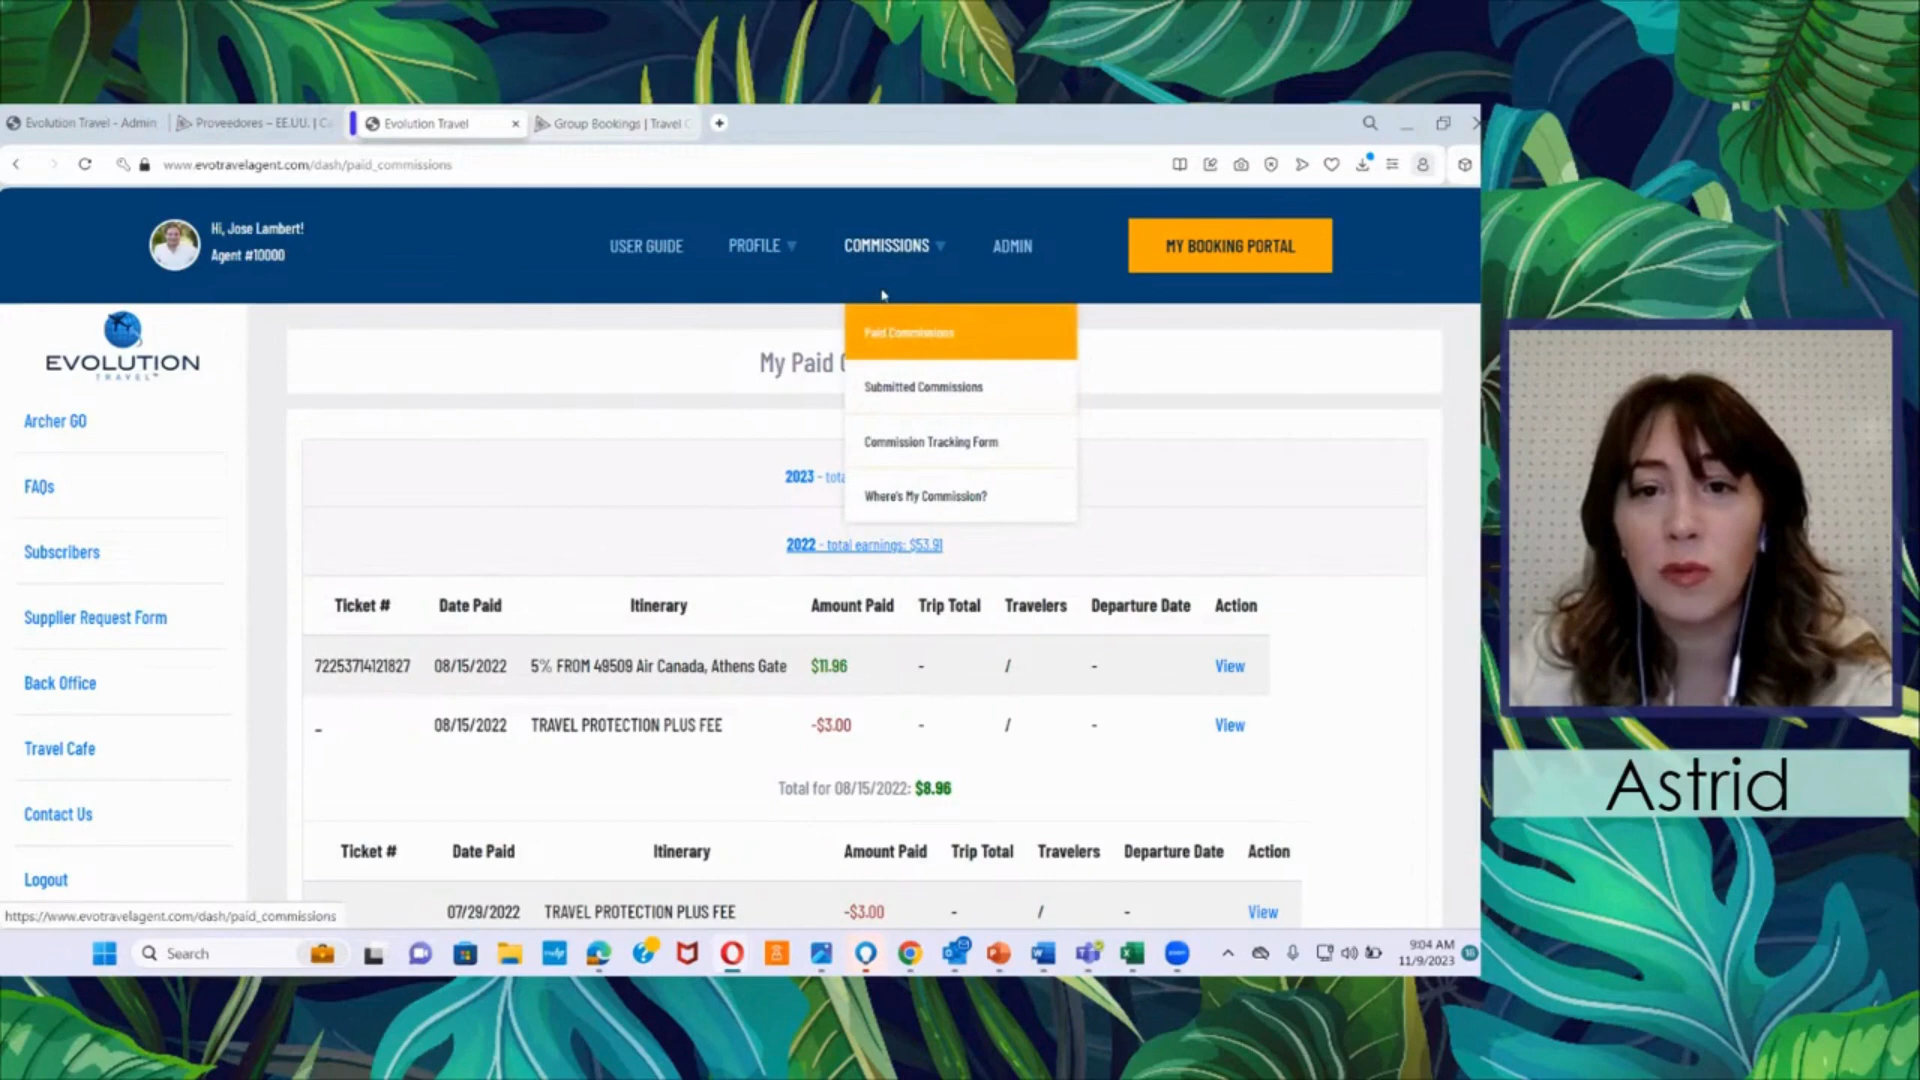 Evolution Travel - Admin
Proveedores – EE.UU. | C
Evolution Travel
Group Bookings | Travel C
www.evotravelagent.com/dash/paid_commissions
Hi, Jose Lambert!
Agent #10000
USER GUIDE
PROFILE
COMMISSIONS
ADMIN
MY BOOKING PORTAL
EVOLUTION
TRAVEL
Archer GO
FAQs
Subscribers
Supplier Request Form
Back Office
Travel Cafe
Contact Us
Logout
My Paid C
Paid Commissions
Submitted Commissions
Commission Tracking Form
Where's My Commission?
2023 - tota
2022 - total earnings: $53.91
Ticket # Date Paid Itinerary Amount Paid Trip Total Travelers Departure Date Action
72253714121827 08/15/2022 5% FROM 49509 Air Canada, Athens Gate $11.96 - / - View
_ 08/15/2022 TRAVEL PROTECTION PLUS FEE -$3.00 - / - View
Total for 08/15/2022: $8.96
Ticket # Date Paid Itinerary Amount Paid Trip Total Travelers Departure Date Action
07/29/2022 TRAVEL PROTECTION PLUS FEE -$3.00 - / - View
https://www.evotravelagent.com/dash/paid_commissions
Search
9:04 AM
11/9/2023
Astrid